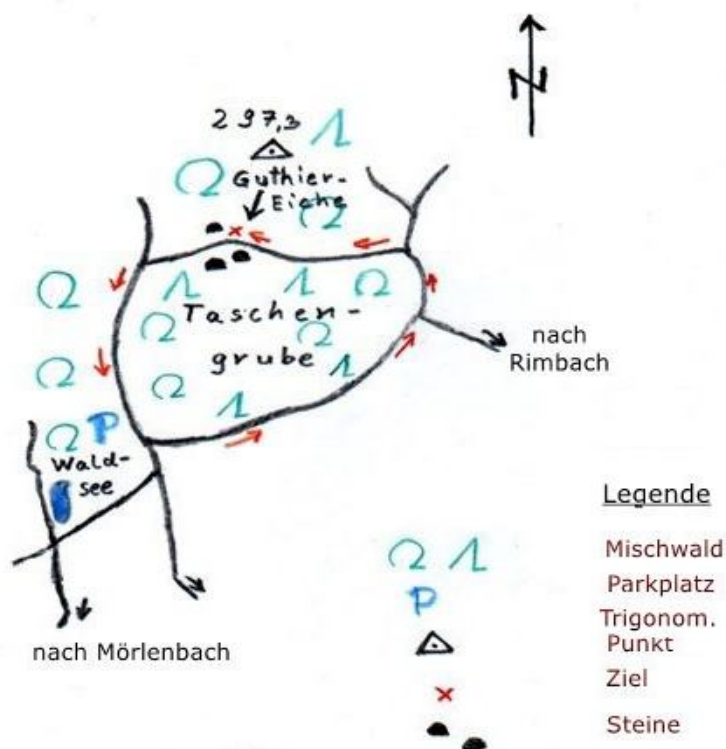 N
297,3
Guthier-
Eiche
Taschen-
grube
nach
Rimbach
P
Wald-
see
nach Mörlenbach
Legende
Mischwald
P
Parkplatz
Trigonom.
Punkt
Ziel
Steine